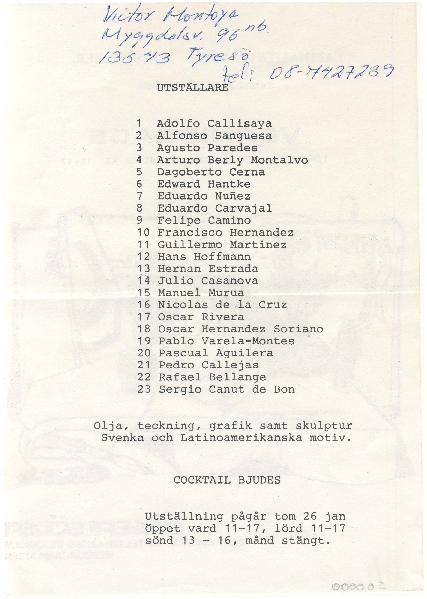 Victor Montoya
Myggdalsv. 96 nb.
135 43 Tyresö
tel: 08-7427239
UTSTÄLLARE
1 Adolfo Callisaya
2 Alfonso Sanguesa
3 Agusto Paredes
4 Arturo Berly Montalvo
5 Dagoberto Cerna
6 Edward Hantke
7 Eduardo Nuñez
8 Eduardo Carvajal
9 Felipe Camino
10 Francisco Hernandez
11 Guillermo Martinez
12 Hans Hoffmann
13 Hernan Estrada
14 Julio Casanova
15 Manuel Murua
16 Nicolas de la Cruz
17 Oscar Rivera
18 Oscar Hernandez Soriano
19 Pablo Varela-Montes
20 Pascual Aguilera
21 Pedro Callejas
22 Rafael Bellange
23 Sergio Canut de Bon
Olja, teckning, grafik samt skulptur
Svenka och Latinoamerikanska motiv.
COCKTAIL BJUDES
Utställning pågår tom 26 jan
öppet vard 11-17, lörd 11-17
sönd 13 - 16, månd stängt.